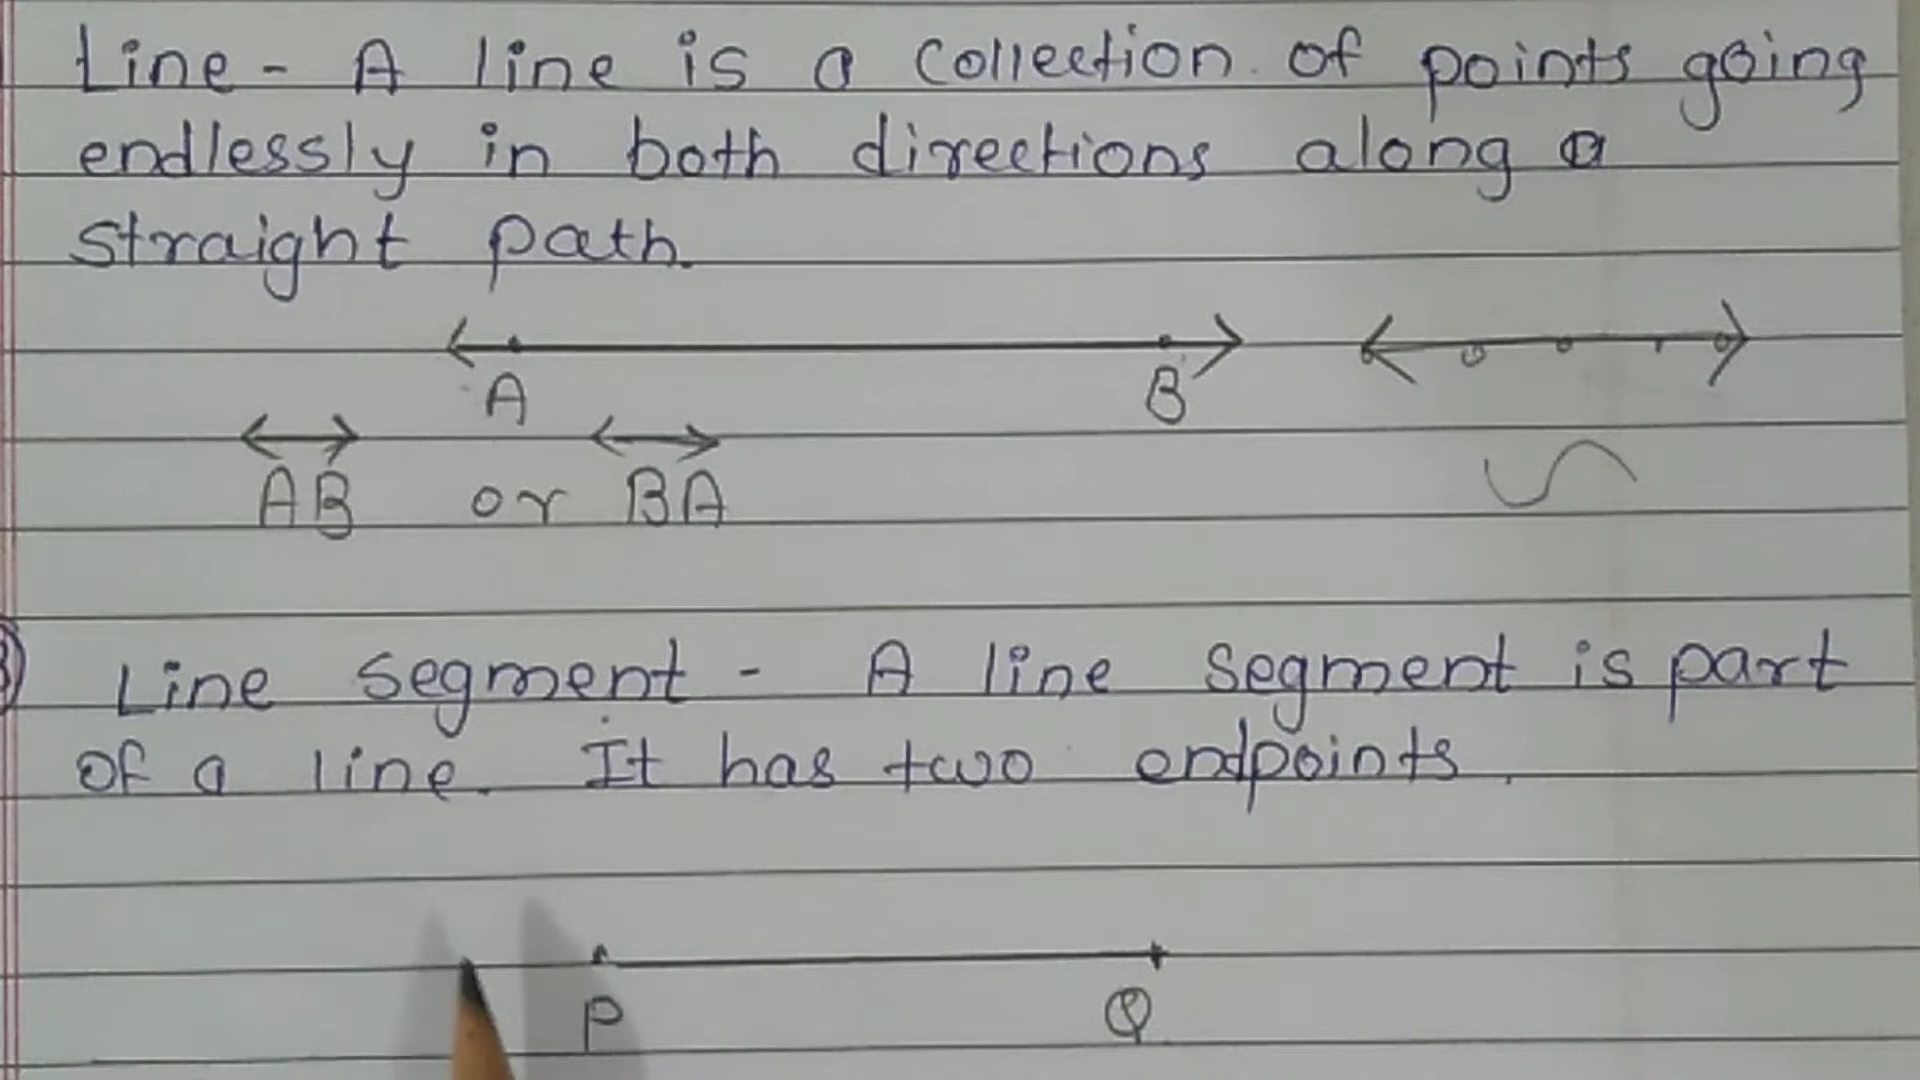 Line - A line is a collection of points going
endlessly in both directions along a
straight path.
A B
AB or BA
Line segment - A line segment is part
of a line. It has two endpoints.
P Q